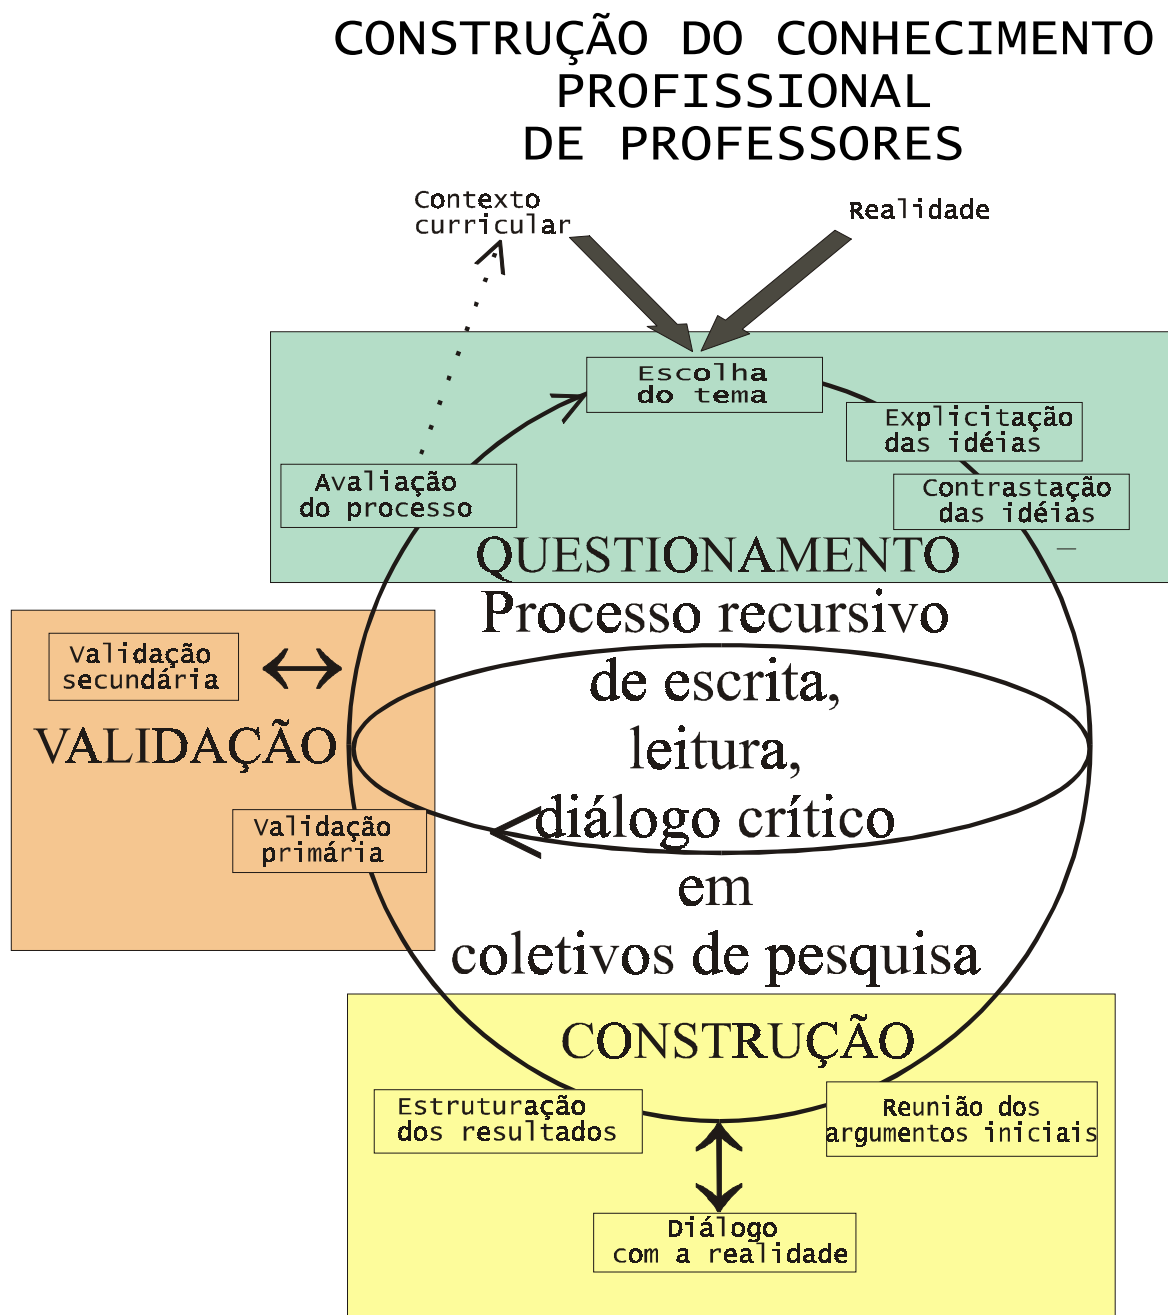 CONSTRUÇÃO DO CONHECIMENTO
PROFISSIONAL
DE PROFESSORES
Contexto
curricular
Realidade
Escolha
do tema
Explicitação
das idéias
Avaliação
do processo
Contrastação
das idéias
QUESTIONAMENTO
Processo recursivo
de escrita,
leitura,
diálogo crítico
em
coletivos de pesquisa
Validação
secundária
VALIDAÇÃO
Validação
primária
CONSTRUÇÃO
Estruturação
dos resultados
Reunião dos
argumentos iniciais
Diálogo
com a realidade